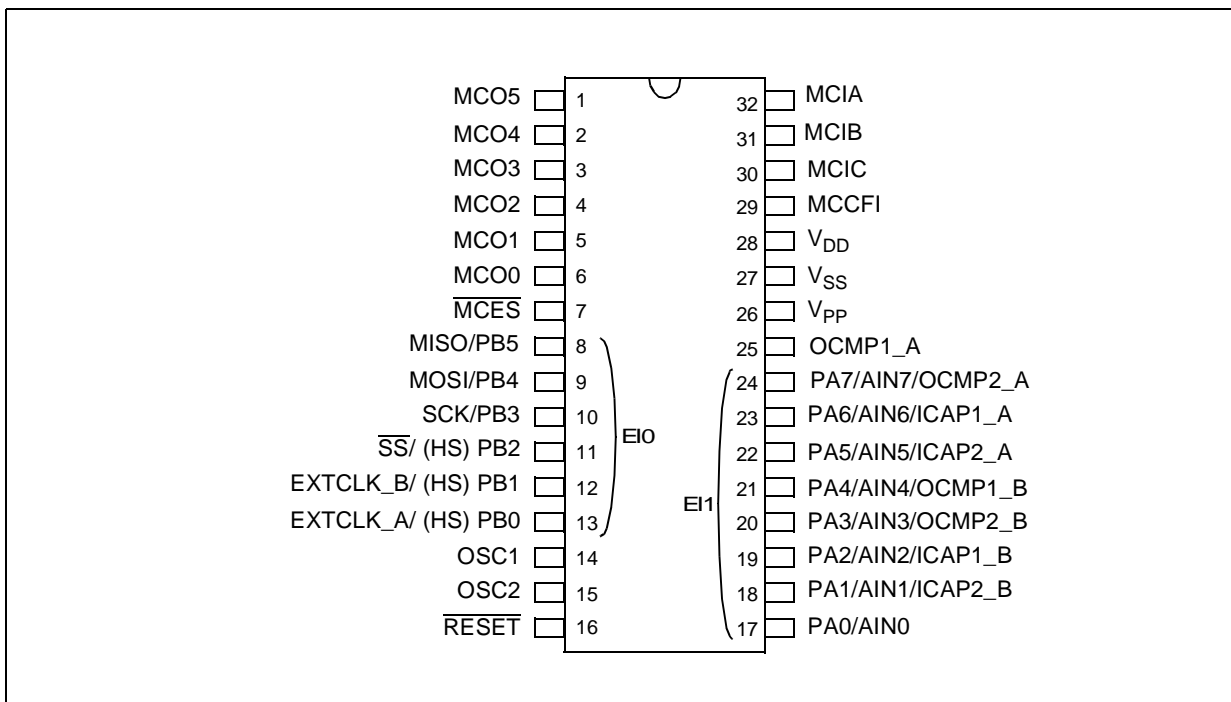 MCO5 1 32 MCIA
MCO4 2 31 MCIB
MCO3 3 30 MCIC
MCO2 4 29 MCCFI
MCO1 5 28 VDD
MCO0 6 27 VSS
MCES 7 26 VPP
MISO/PB5 8 25 OCMP1_A
MOSI/PB4 9 24 PA7/AIN7/OCMP2_A
SCK/PB3 10 23 PA6/AIN6/ICAP1_A
EI0
SS/ (HS) PB2 11 22 PA5/AIN5/ICAP2_A
EXTCLK_B/ (HS) PB1 12 21 PA4/AIN4/OCMP1_B
EI1
EXTCLK_A/ (HS) PB0 13 20 PA3/AIN3/OCMP2_B
OSC1 14 19 PA2/AIN2/ICAP1_B
OSC2 15 18 PA1/AIN1/ICAP2_B
RESET 16 17 PA0/AIN0